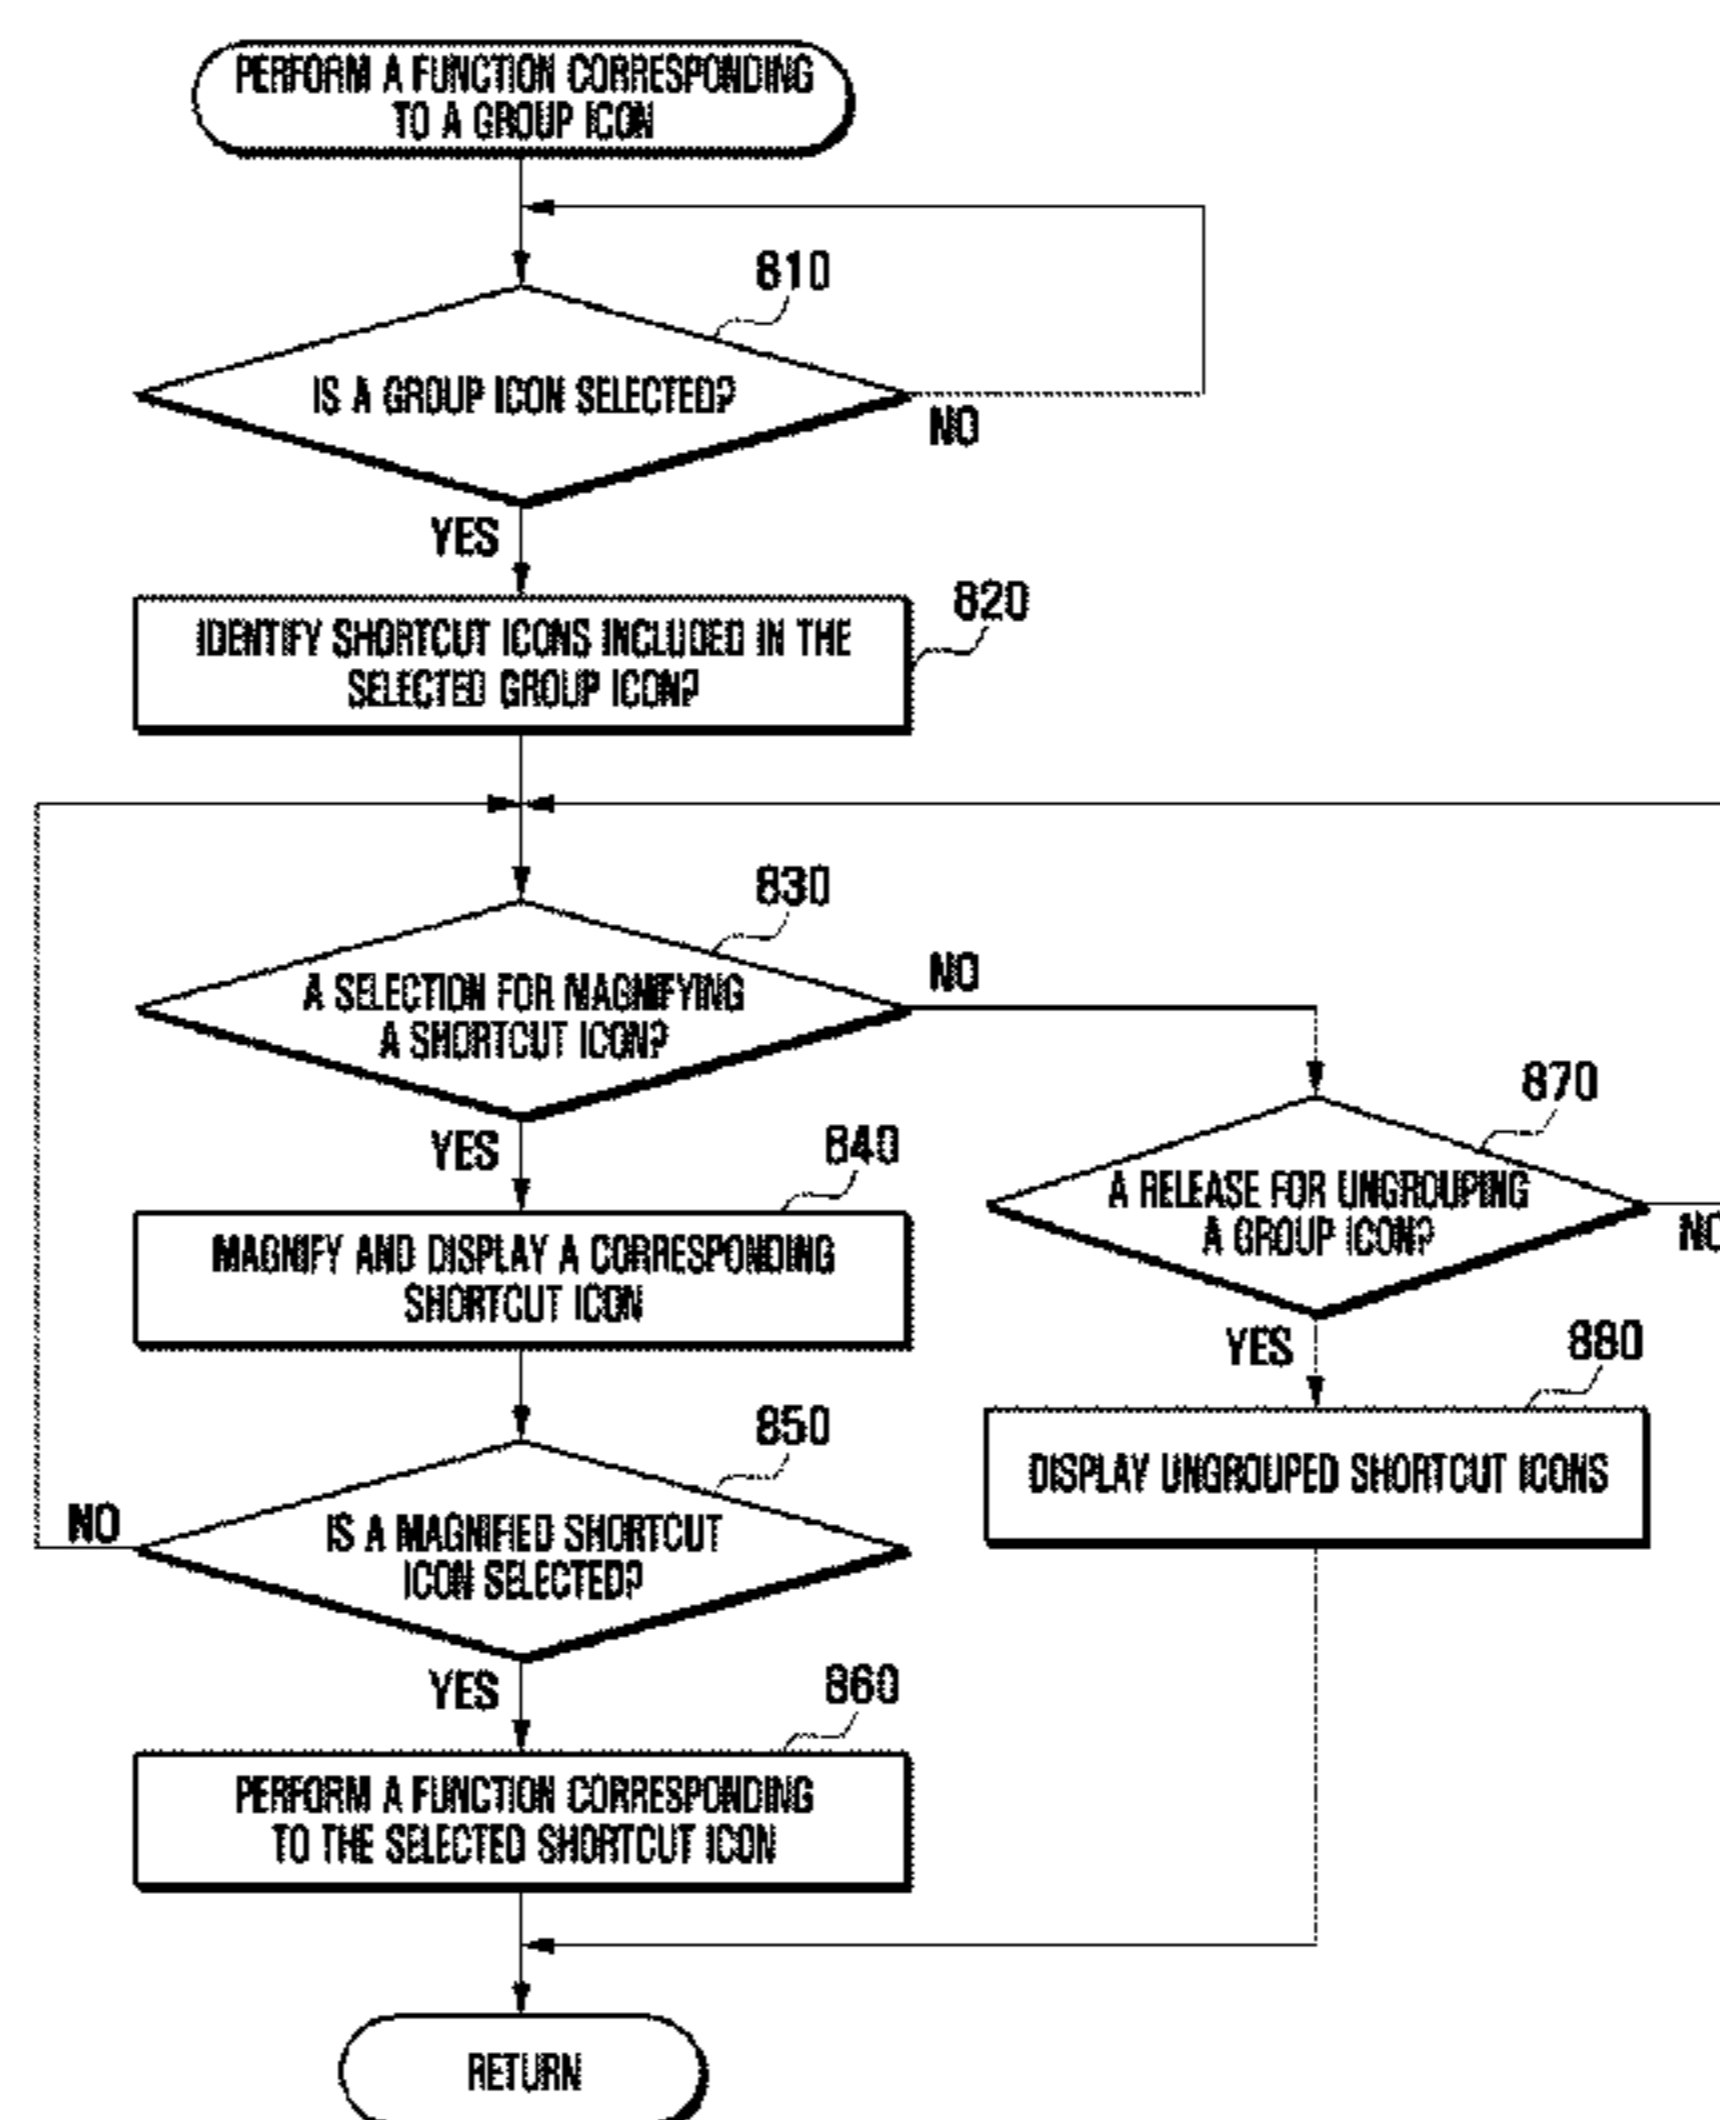 PERFORM A FUNCTION CORRESPONDING
TO A GROUP ICON
810
IS A GROUP ICON SELECTED?
NO
YES
820
IDENTIFY SHORTCUT ICONS INCLUDED IN THE
SELECTED GROUP ICON?
830
A SELECTION FOR MAGNIFYING
A SHORTCUT ICON?
NO
YES
840
MAGNIFY AND DISPLAY A CORRESPONDING
SHORTCUT ICON
870
A RELEASE FOR UNGROUPING
A GROUP ICON?
NO
YES
880
DISPLAY UNGROUPED SHORTCUT ICONS
850
IS A MAGNIFIED SHORTCUT
ICON SELECTED?
NO
YES
860
PERFORM A FUNCTION CORRESPONDING
TO THE SELECTED SHORTCUT ICON
RETURN